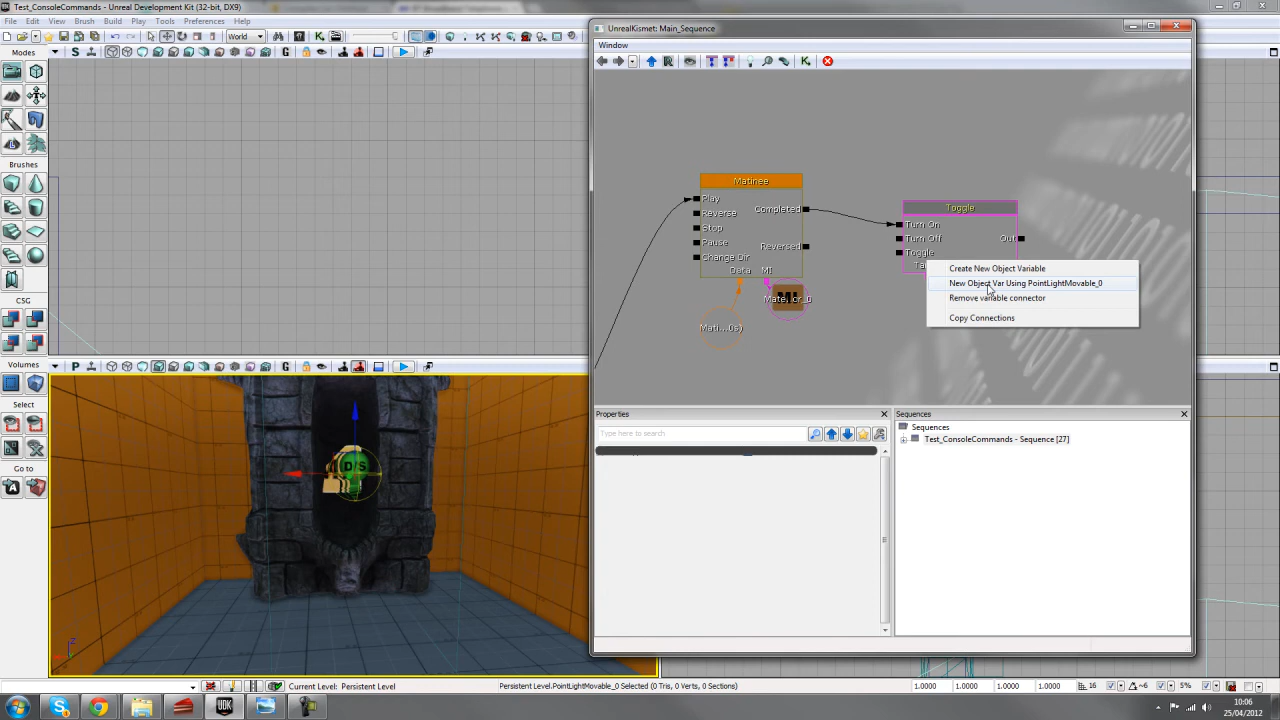 Test_ConsoleCommands - Unreal Development Kit (32-bit, DX9)
File Edit View Brush Build Play Tools Preferences Help
World
Modes
Brushes
CSG
Volumes
Select
Go to
UnrealKismet: Main_Sequence
Window
Matinee
Play
Reverse
Stop
Pause
Change Dir
Completed
Reversed
Data MI
Mati...0s)
Toggle
Turn On
Turn Off
Toggle
Out
Create New Object Variable
New Object Var Using PointLightMovable_0
Remove variable connector
Copy Connections
Properties
Type here to search
Sequences
Sequences
Test_ConsoleCommands - Sequence [27]
D/S
Current Level: Persistent Level
Persistent Level.PointLightMovable_0 Selected (0 Tris, 0 Verts, 0 Sections)
1.0000 1.0000 1.0000 1.0000 16 6 5%
UDK
10:06
25/04/2012